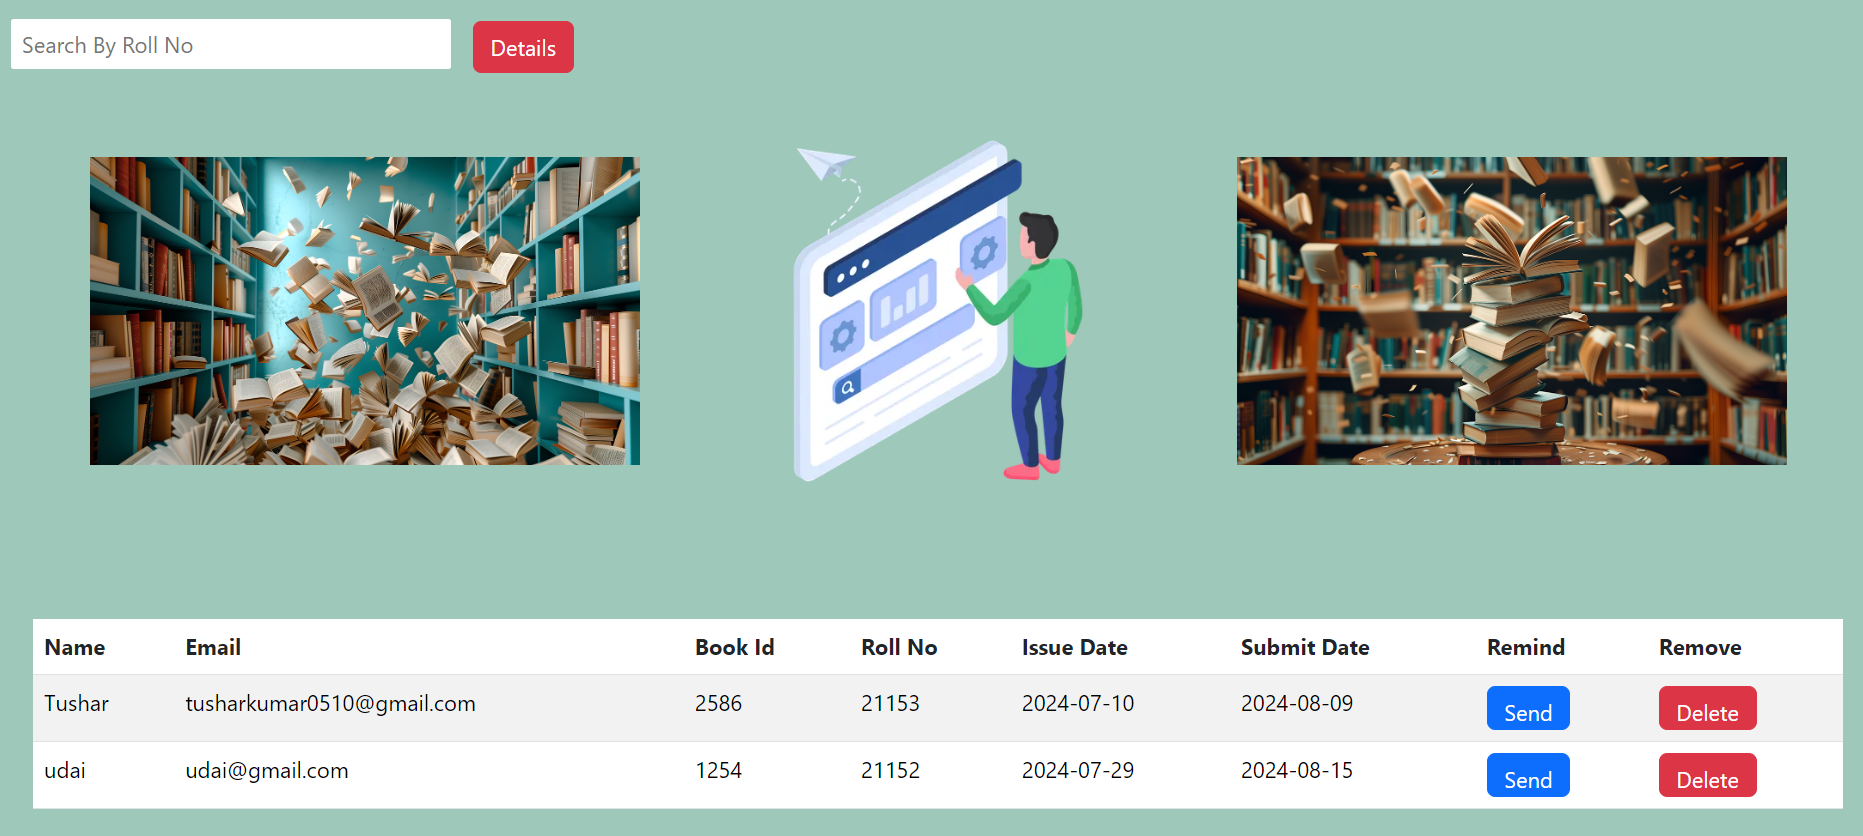 Search By Roll No
Details
Name Email Book Id Roll No Issue Date Submit Date Remind Remove
Tushar tusharkumar0510@gmail.com 2586 21153 2024-07-10 2024-08-09 Send Delete
udai udai@gmail.com 1254 21152 2024-07-29 2024-08-15 Send Delete